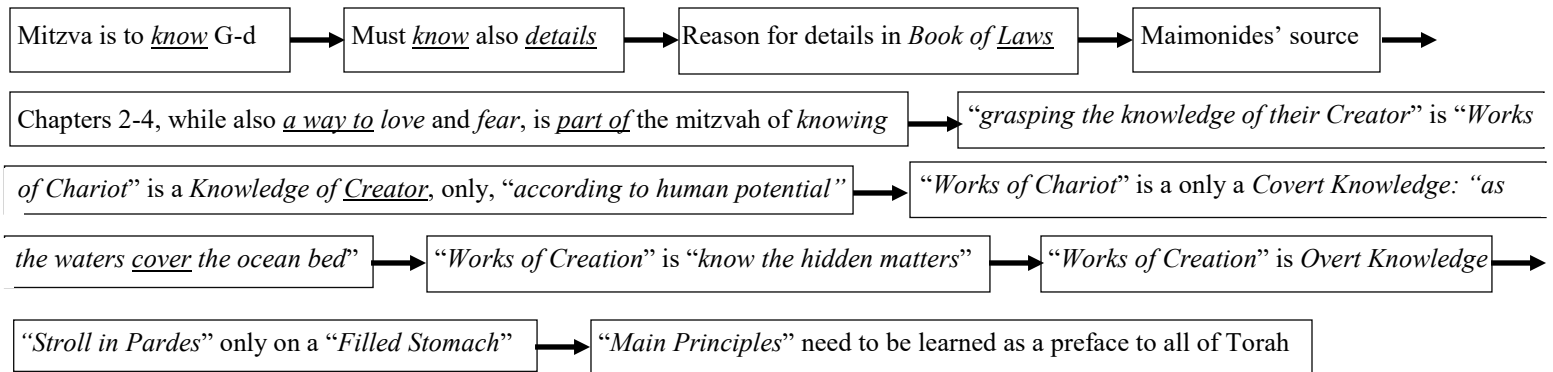 Mitzva is to know G-d Must know also details Reason for details in Book of Laws Maimonides’ source
Chapters 2-4, while also a way to love and fear, is part of the mitzvah of knowing “grasping the knowledge of their Creator” is “Works
of Chariot” is a Knowledge of Creator, only, “according to human potential” “Works of Chariot” is a only a Covert Knowledge: “as
the waters cover the ocean bed” “Works of Creation” is “know the hidden matters” “Works of Creation” is Overt Knowledge
“Stroll in Pardes” only on a “Filled Stomach” “Main Principles” need to be learned as a preface to all of Torah